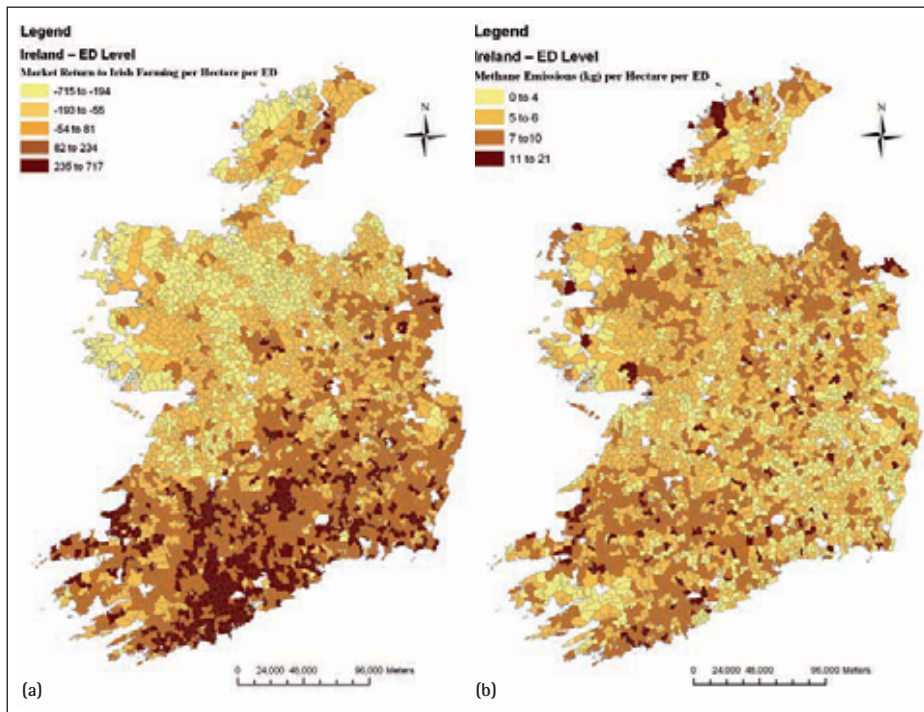 Legend
Ireland – ED Level
Market Return to Irish Farming per Hectare per ED
-715 to -194
-193 to -55
-54 to 81
82 to 234
235 to 717
N
0 24,000 48,000 96,000 Meters
(a)
Legend
Ireland – ED Level
Methane Emissions (kg) per Hectare per ED
0 to 4
5 to 6
7 to10
11 to 21
N
0 24,000 48,000 96,000 Meters
(b)